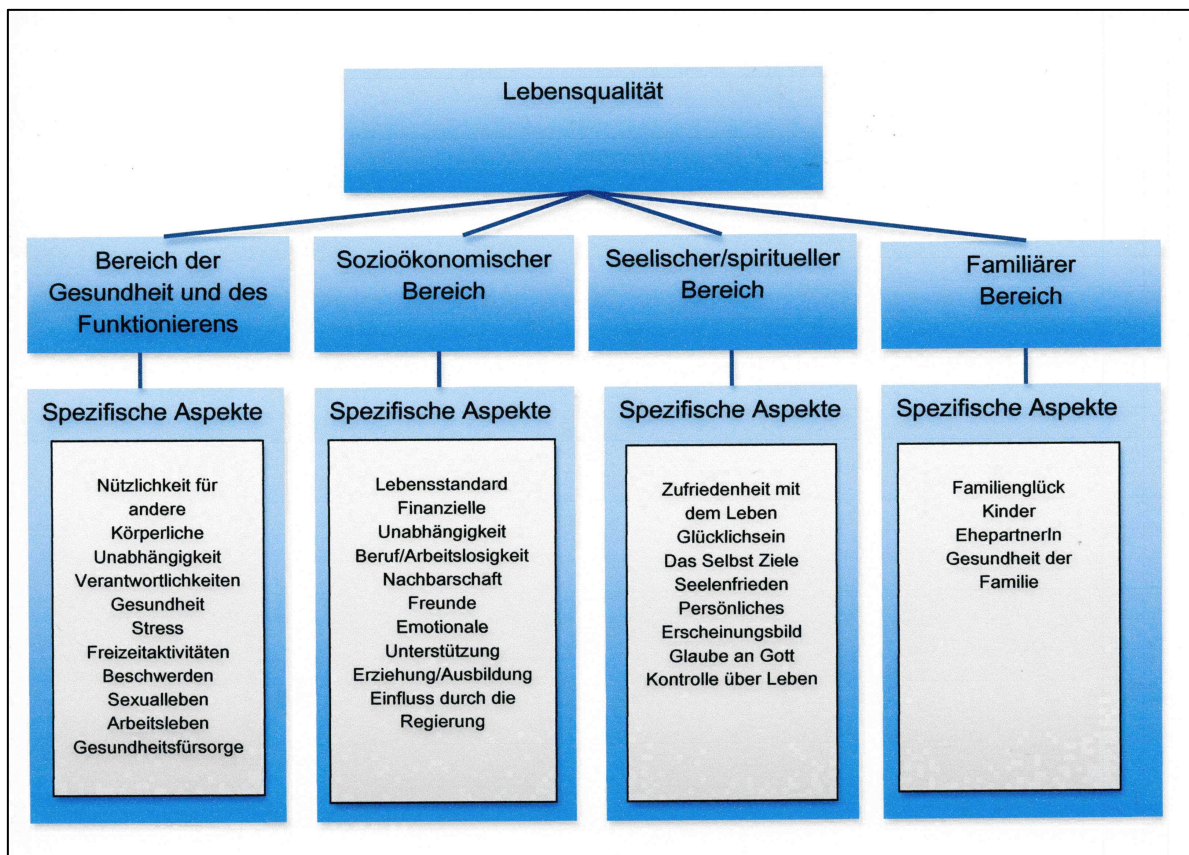 Lebensqualität
Bereich der
Gesundheit und des
Funktionierens
Sozioökonomischer
Bereich
Seelischer/spiritueller
Bereich
Familiärer
Bereich
Spezifische Aspekte
Nützlichkeit für
andere
Körperliche
Unabhängigkeit
Verantwortlichkeiten
Gesundheit
Stress
Freizeitaktivitäten
Beschwerden
Sexualleben
Arbeitsleben
Gesundheitsfürsorge
Spezifische Aspekte
Lebensstandard
Finanzielle
Unabhängigkeit
Beruf/Arbeitslosigkeit
Nachbarschaft
Freunde
Emotionale
Unterstützung
Erziehung/Ausbildung
Einfluss durch die
Regierung
Spezifische Aspekte
Zufriedenheit mit
dem Leben
Glücklichsein
Das Selbst Ziele
Seelenfrieden
Persönliches
Erscheinungsbild
Glaube an Gott
Kontrolle über Leben
Spezifische Aspekte
Familienglück
Kinder
EhepartnerIn
Gesundheit der
Familie